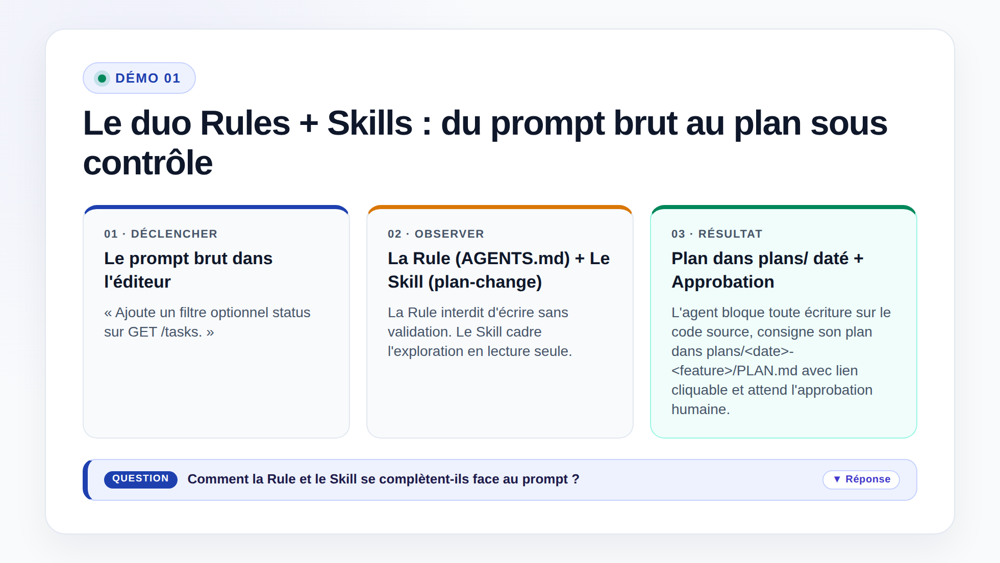 DÉMO 01
Le duo Rules + Skills : du prompt brut au plan sous
contrôle
01 · DÉCLENCHER
Le prompt brut dans
l'éditeur
« Ajoute un filtre optionnel status
sur GET /tasks. »
02 · OBSERVER
La Rule (AGENTS.md) + Le
Skill (plan-change)
La Rule interdit d'écrire sans
validation. Le Skill cadre
l'exploration en lecture seule.
03 · RÉSULTAT
Plan dans plans/ daté +
Approbation
L'agent bloque toute écriture sur le
code source, consigne son plan
dans plans/<date>-
<feature>/PLAN.md avec lien
cliquable et attend l'approbation
humaine.
QUESTION Comment la Rule et le Skill se complètent-ils face au prompt ? ▼ Réponse